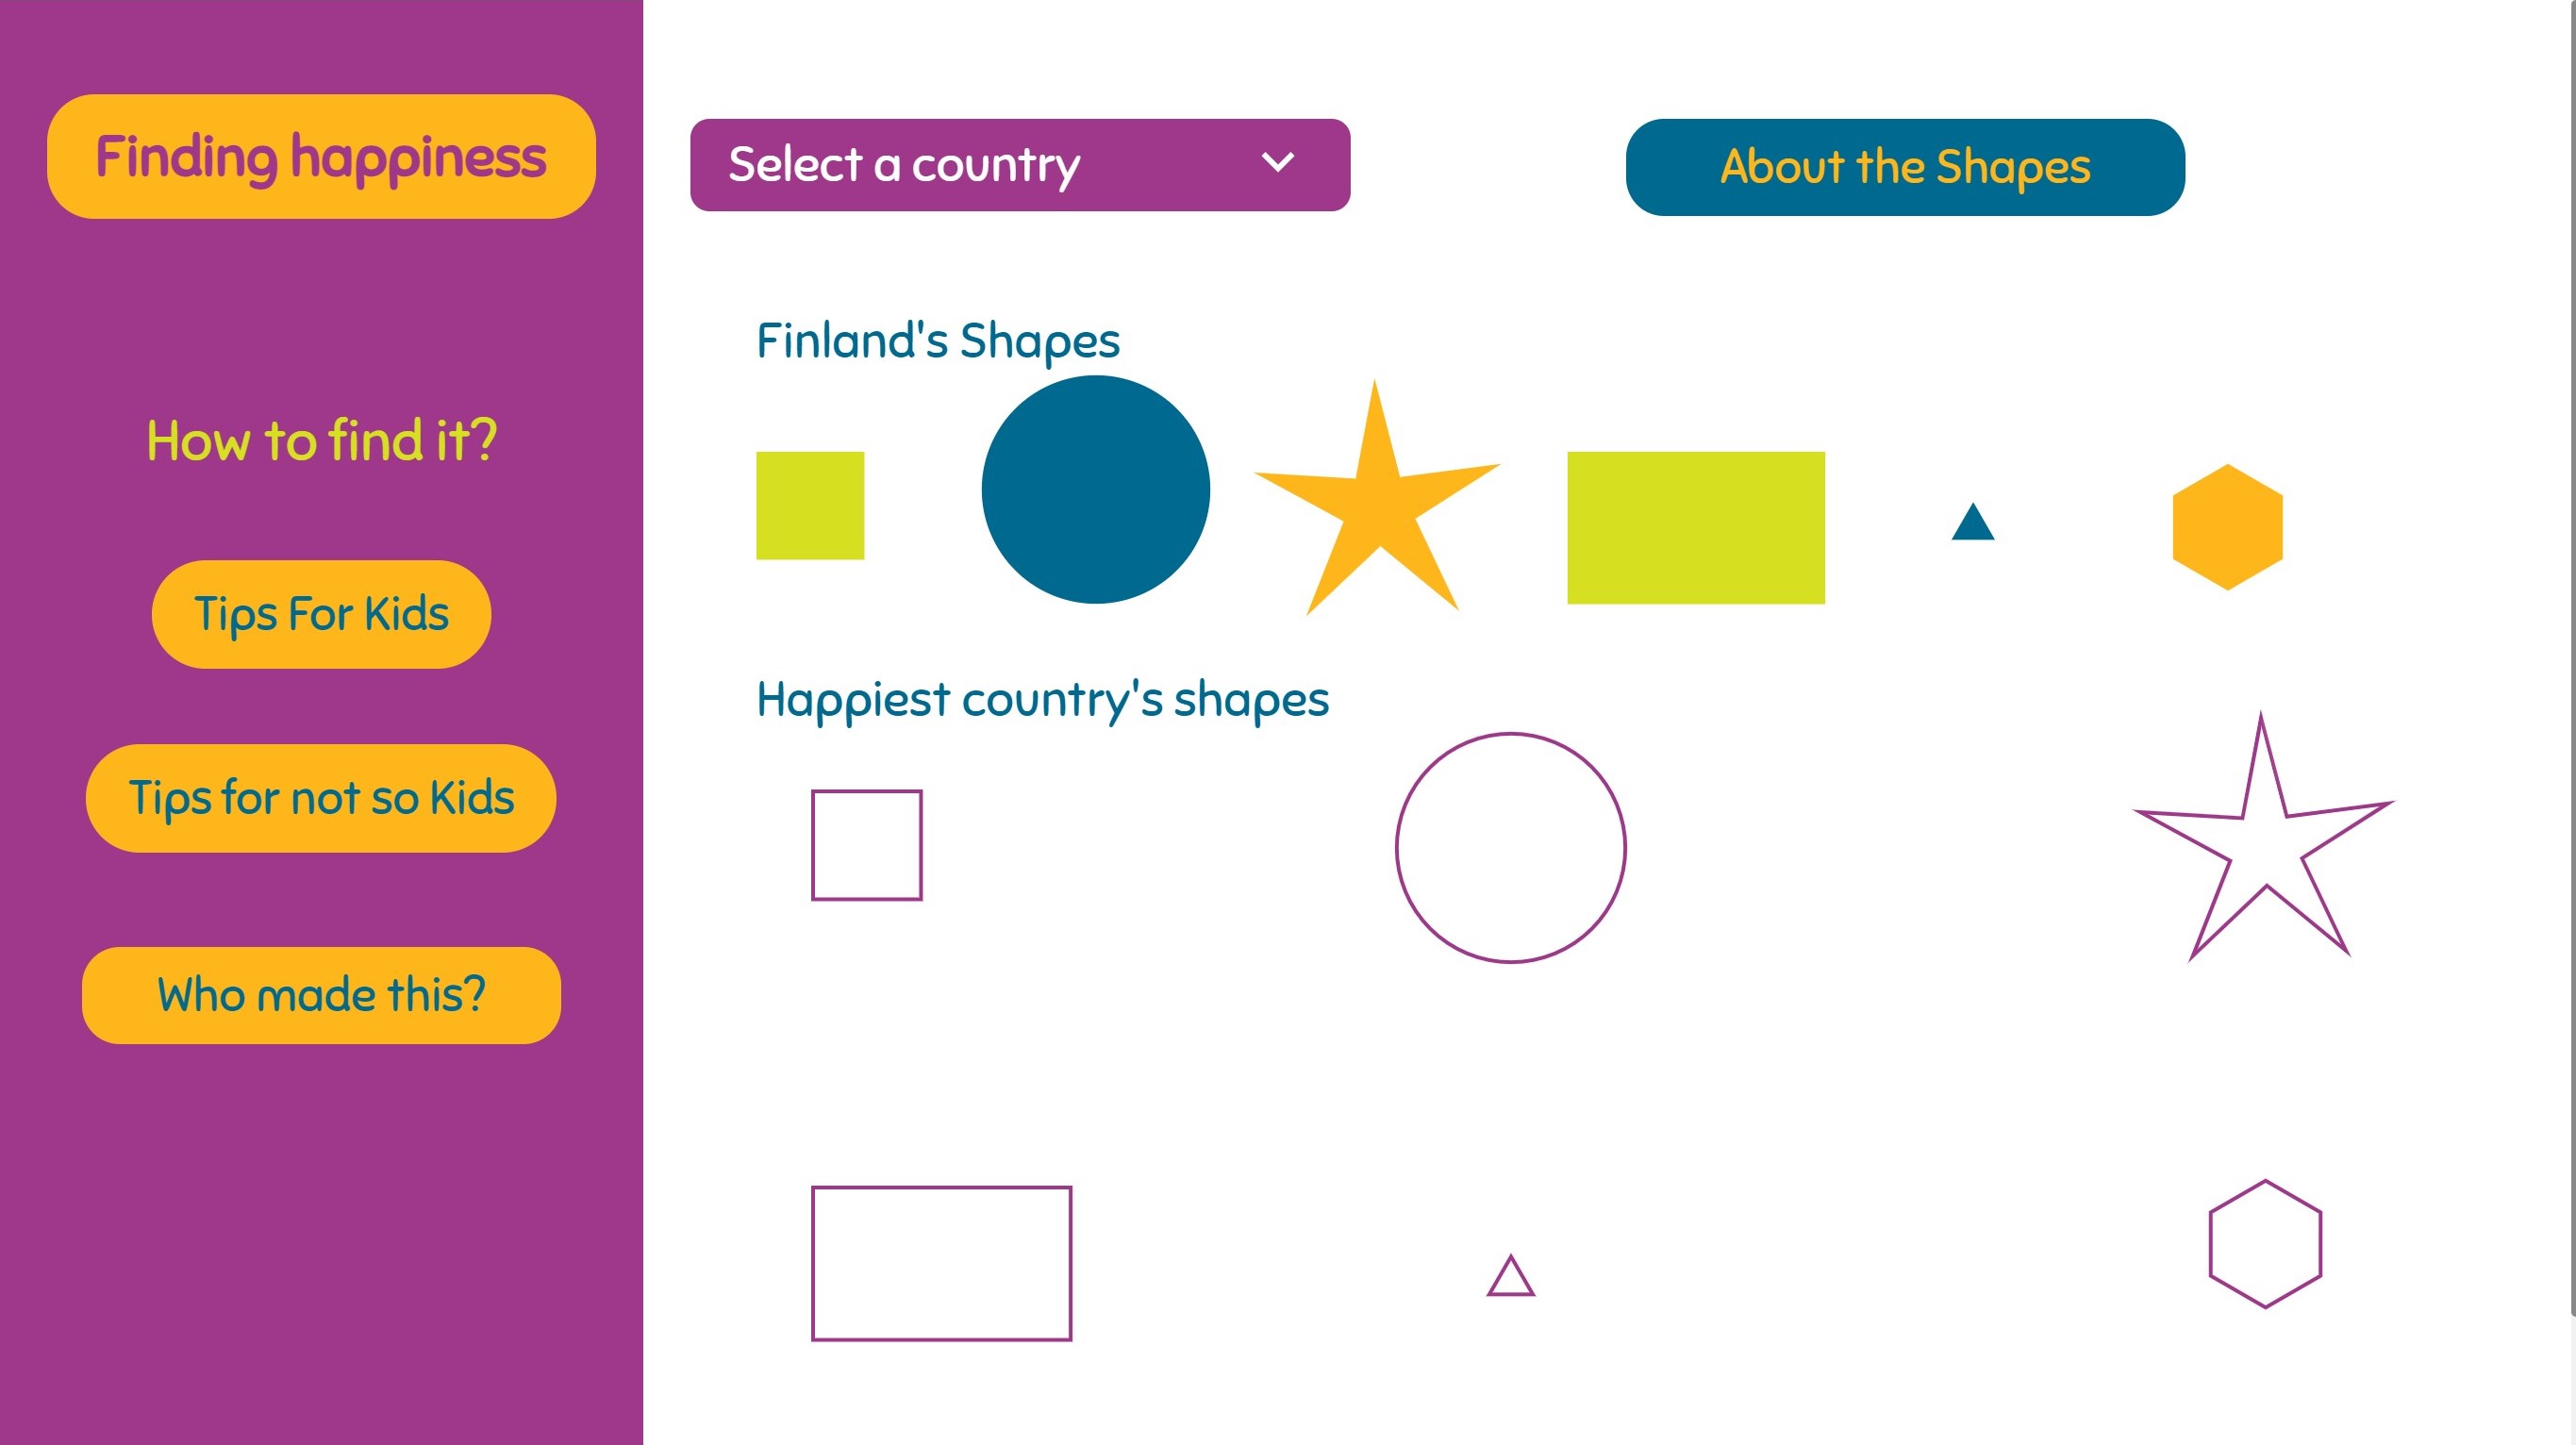 Finding happiness
How to find it?
Tips For Kids
Tips for not so Kids
Who made this?
Select a country
About the Shapes
Finland's Shapes
Happiest country's shapes